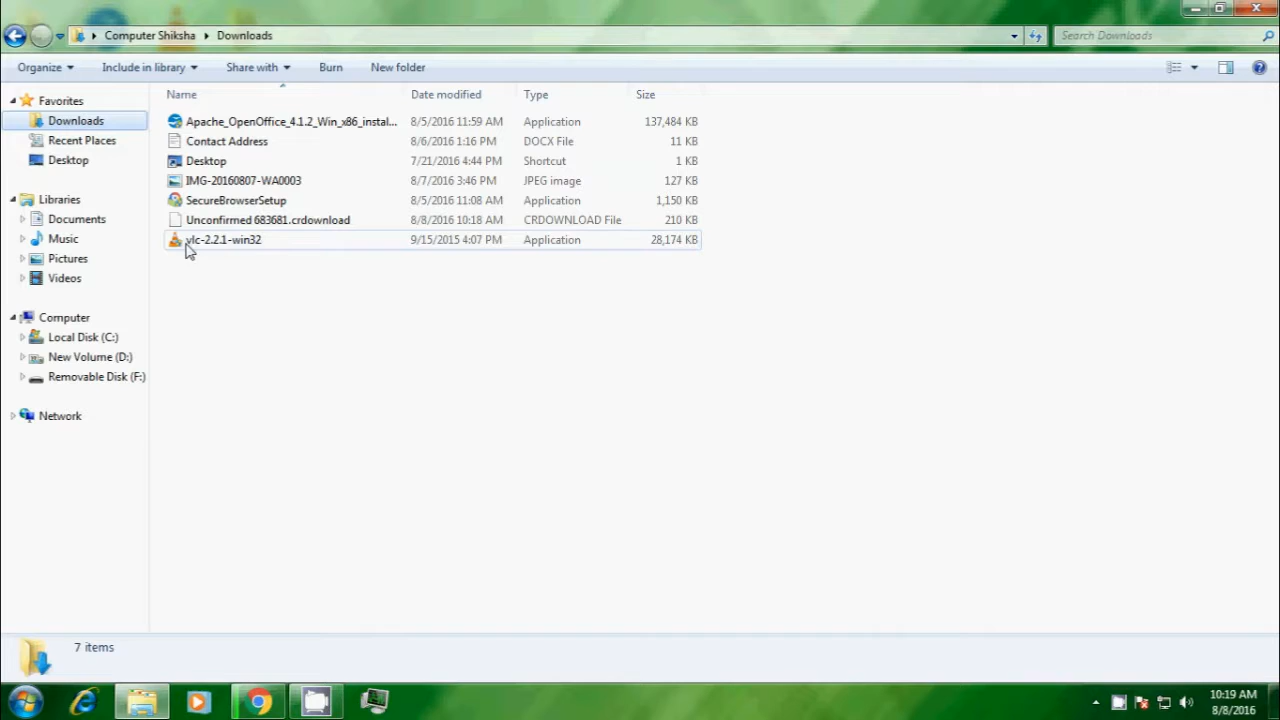 Computer Shiksha Downloads Search Downloads
Organize Include in library Share with Burn New folder
Favorites
Downloads
Recent Places
Desktop
Libraries
Documents
Music
Pictures
Videos
Computer
Local Disk (C:)
New Volume (D:)
Removable Disk (F:)
Network
Name Date modified Type Size
Apache_OpenOffice_4.1.2_Win_x86_instal... 8/5/2016 11:59 AM Application 137,484 KB
Contact Address 8/6/2016 1:16 PM DOCX File 11 KB
Desktop 7/21/2016 4:44 PM Shortcut 1 KB
IMG-20160807-WA0003 8/7/2016 3:46 PM JPEG image 127 KB
SecureBrowserSetup 8/5/2016 11:08 AM Application 1,150 KB
Unconfirmed 683681.crdownload 8/8/2016 10:18 AM CRDOWNLOAD File 210 KB
vlc-2.2.1-win32 9/15/2015 4:07 PM Application 28,174 KB
7 items
10:19 AM
8/8/2016